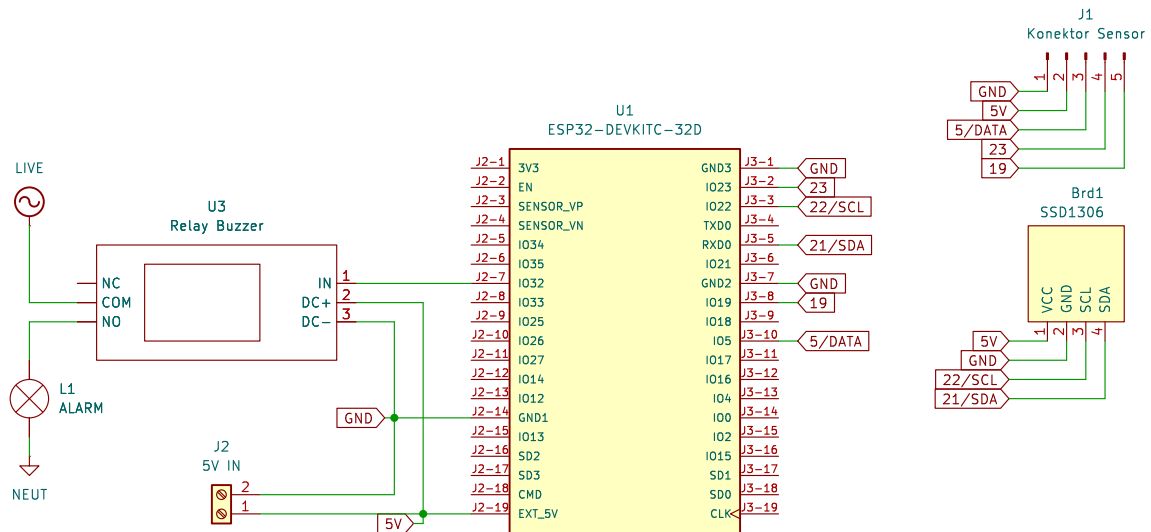 J1
Konektor Sensor
1
2
3
4
5
GND
5V
5/DATA
23
19
U1
ESP32-DEVKITC-32D
J2-1
3V3
GND3
J3-1
GND
J2-2
EN
IO23
J3-2
23
J2-3
SENSOR_VP
IO22
J3-3
22/SCL
J2-4
SENSOR_VN
TXD0
J3-4
J2-5
IO34
RXD0
J3-5
21/SDA
J2-6
IO35
IO21
J3-6
J2-7
IO32
GND2
J3-7
GND
J2-8
IO33
IO19
J3-8
19
J2-9
IO25
IO18
J3-9
J2-10
IO26
IO5
J3-10
5/DATA
J2-11
IO27
IO17
J3-11
J2-12
IO14
IO16
J3-12
J2-13
IO12
IO4
J3-13
J2-14
GND1
IO0
J3-14
J2-15
IO13
IO2
J3-15
J2-16
SD2
IO15
J3-16
J2-17
SD3
SD1
J3-17
J2-18
CMD
SD0
J3-18
J2-19
EXT_5V
CLK
J3-19
LIVE
U3
Relay Buzzer
NC
COM
NO
IN
DC+
DC-
1
2
3
L1
ALARM
NEUT
GND
J2
5V IN
2
1
5V
Brd1
SSD1306
VCC
GND
SCL
SDA
1
2
3
4
5V
GND
22/SCL
21/SDA